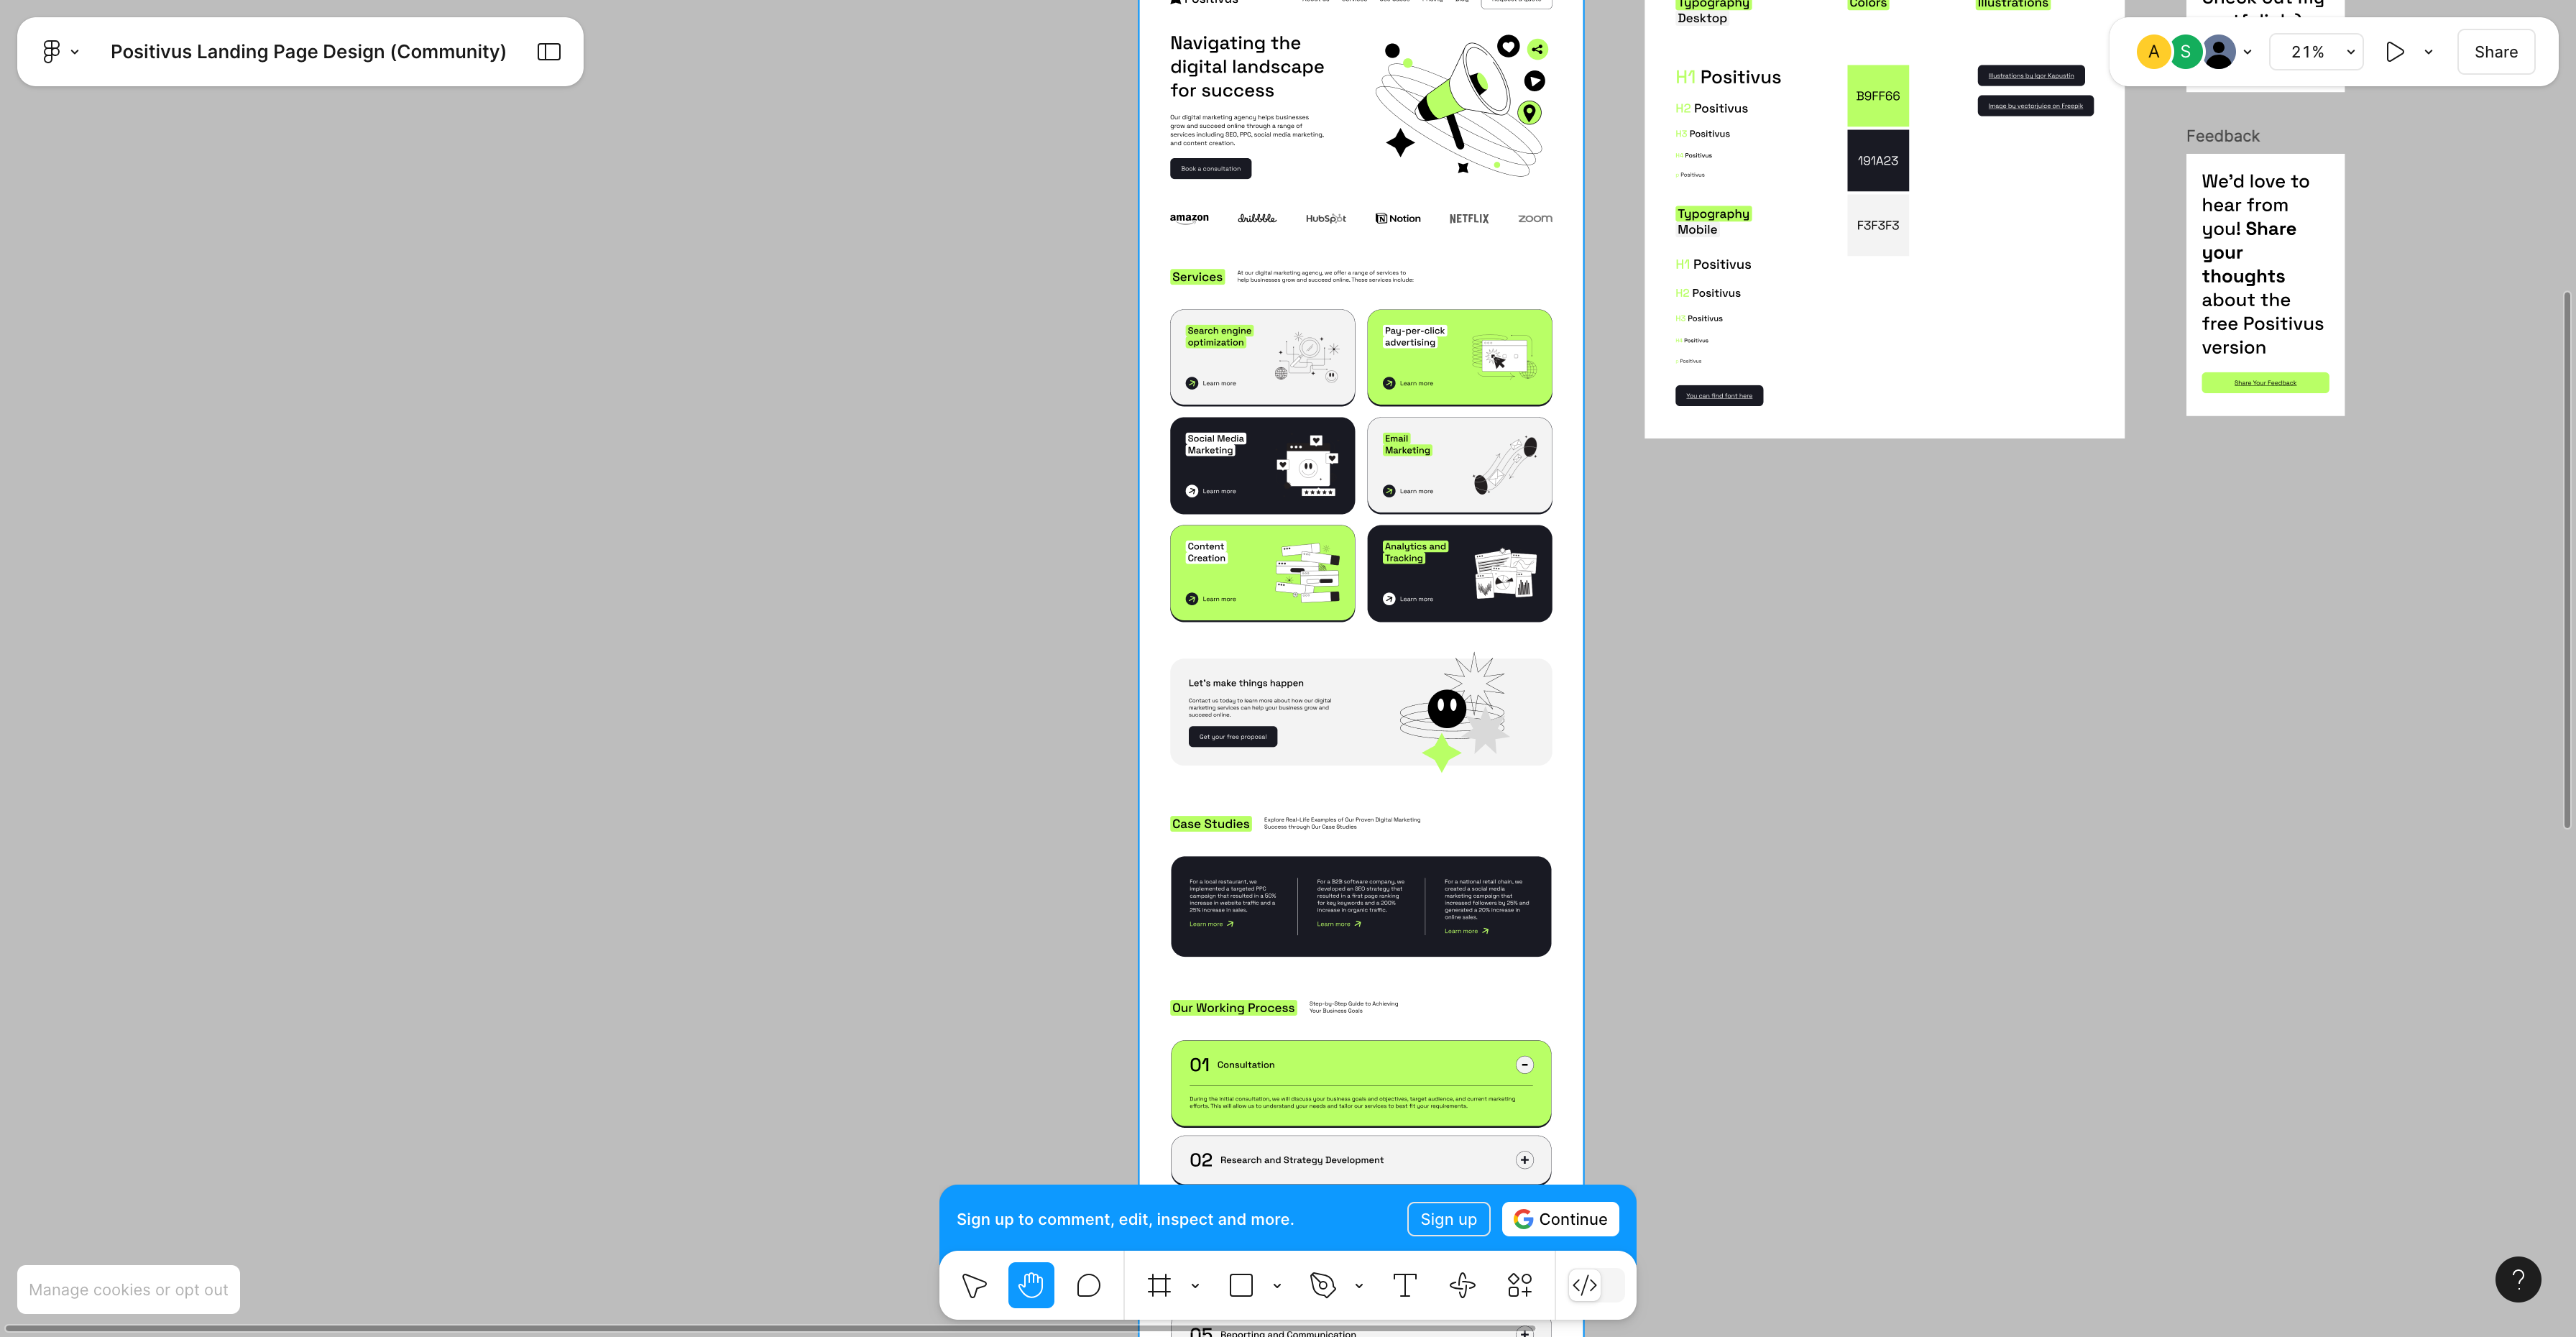 Positivus Landing Page Design (Community)
A
S
21%
Share
Positivus
Navigating the
digital landscape
for success
Our digital marketing agency helps businesses
grow and succeed online through a range of
services including SEO, PPC, social media marketing,
and content creation.
Book a consultation
amazon
dribbble
HubSpot
Notion
NETFLIX
zoom
Services
At our digital marketing agency, we offer a range of services to
help businesses grow and succeed online. These services include:
Search engine
optimization
Learn more
Pay-per-click
advertising
Learn more
Social Media
Marketing
Learn more
Email
Marketing
Learn more
Content
Creation
Learn more
Analytics and
Tracking
Learn more
Let's make things happen
Contact us today to learn more about how our digital
marketing services can help your business grow and
succeed online.
Get your free proposal
Case Studies
Explore Real-Life Examples of Our Proven Digital Marketing
Success through Our Case Studies
For a local restaurant, we
implemented a targeted PPC
campaign that resulted in a 50%
increase in website traffic and a
25% increase in sales.
Learn more
For a B2B software company, we
developed an SEO strategy that
resulted in a first page ranking
for key keywords and a 200%
increase in organic traffic.
Learn more
For a national retail chain, we
created a social media
marketing campaign that
increased followers by 25% and
generated a 20% increase in
online sales.
Learn more
Our Working Process
Step-by-Step Guide to Achieving
Your Business Goals
01 Consultation
During the initial consultation, we will discuss your business goals and objectives, target audience, and current marketing
efforts. This will allow us to understand your needs and tailor our services to best fit your requirements.
02 Research and Strategy Development
05 Reporting and Communication
Typography
Desktop
H1 Positivus
H2 Positivus
H3 Positivus
H4 Positivus
Positivus
Typography
Mobile
H1 Positivus
H2 Positivus
H3 Positivus
H4 Positivus
Positivus
You can find font here
Colors
B9FF66
191A23
F3F3F3
Illustrations
Illustrations by Igor Kapustin
Image by vectorjuice on Freepik
Feedback
We'd love to
hear from
you! Share
your
thoughts
about the
free Positivus
version
Share Your Feedback
Sign up to comment, edit, inspect and more.
Sign up
Continue
Manage cookies or opt out
?